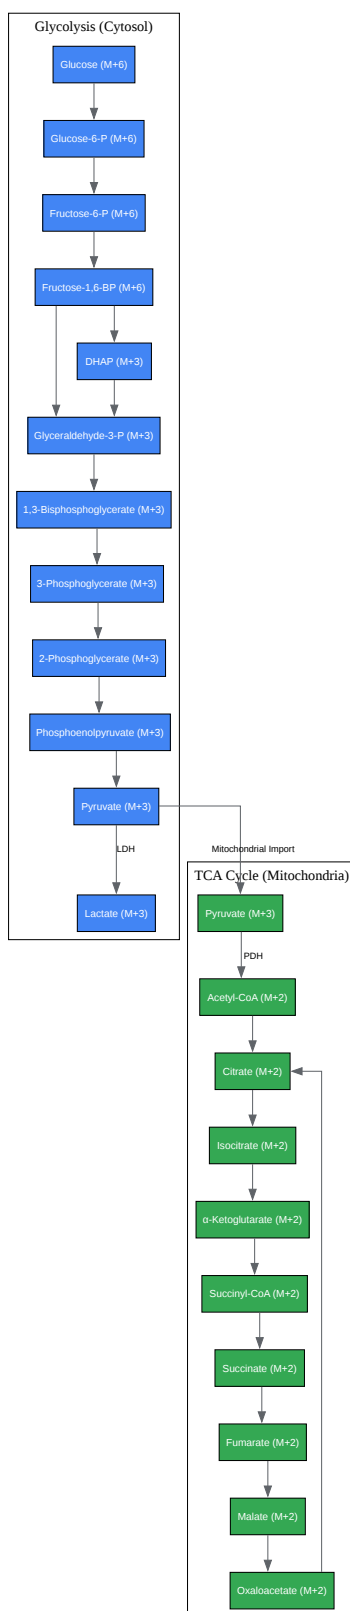 Glycolysis (Cytosol)
Glucose (M+6)
Glucose-6-P (M+6)
Fructose-6-P (M+6)
Fructose-1,6-BP (M+6)
DHAP (M+3)
Glyceraldehyde-3-P (M+3)
1,3-Bisphosphoglycerate (M+3)
3-Phosphoglycerate (M+3)
2-Phosphoglycerate (M+3)
Phosphoenolpyruvate (M+3)
Pyruvate (M+3)
LDH
Mitochondrial Import
Lactate (M+3)
TCA Cycle (Mitochondria)
Pyruvate (M+3)
PDH
Acetyl-CoA (M+2)
Citrate (M+2)
Isocitrate (M+2)
α-Ketoglutarate (M+2)
Succinyl-CoA (M+2)
Succinate (M+2)
Fumarate (M+2)
Malate (M+2)
Oxaloacetate (M+2)